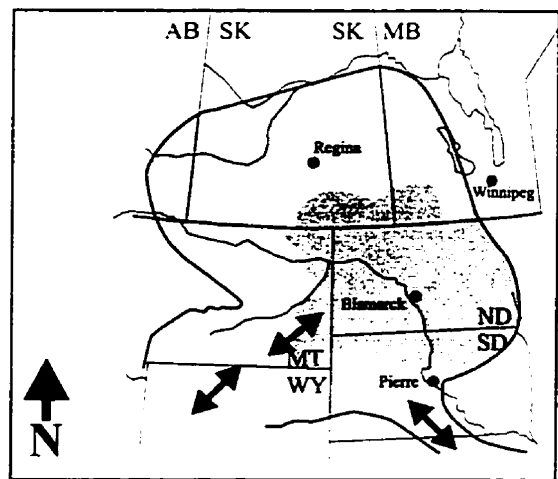 AB SK SK MB
Regina
Winnipeg
Bismarck
ND
SD
MT
WY
Pierre
N